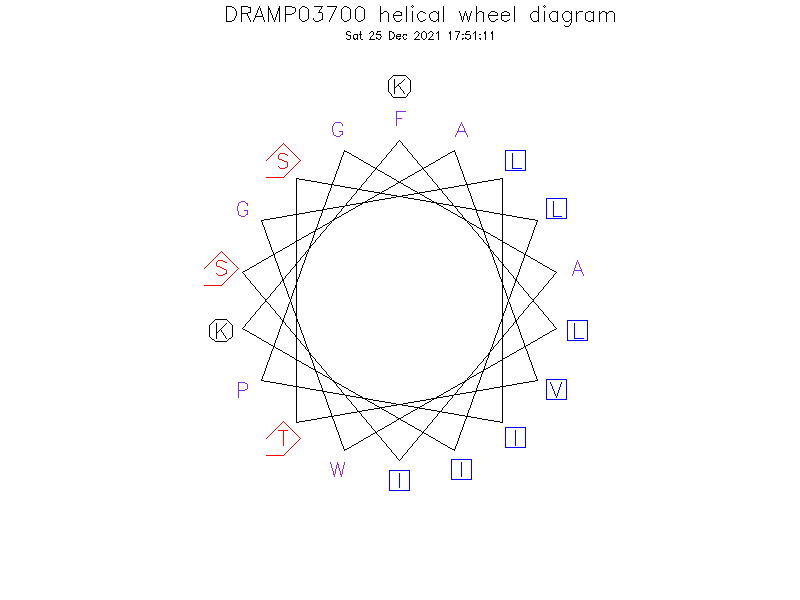 DRAMP03700 helical wheel diagram
Sat 25 Dec 2021 17:51:11
K
G F A
S L
G L
S A
K L
P V
T I
W I I